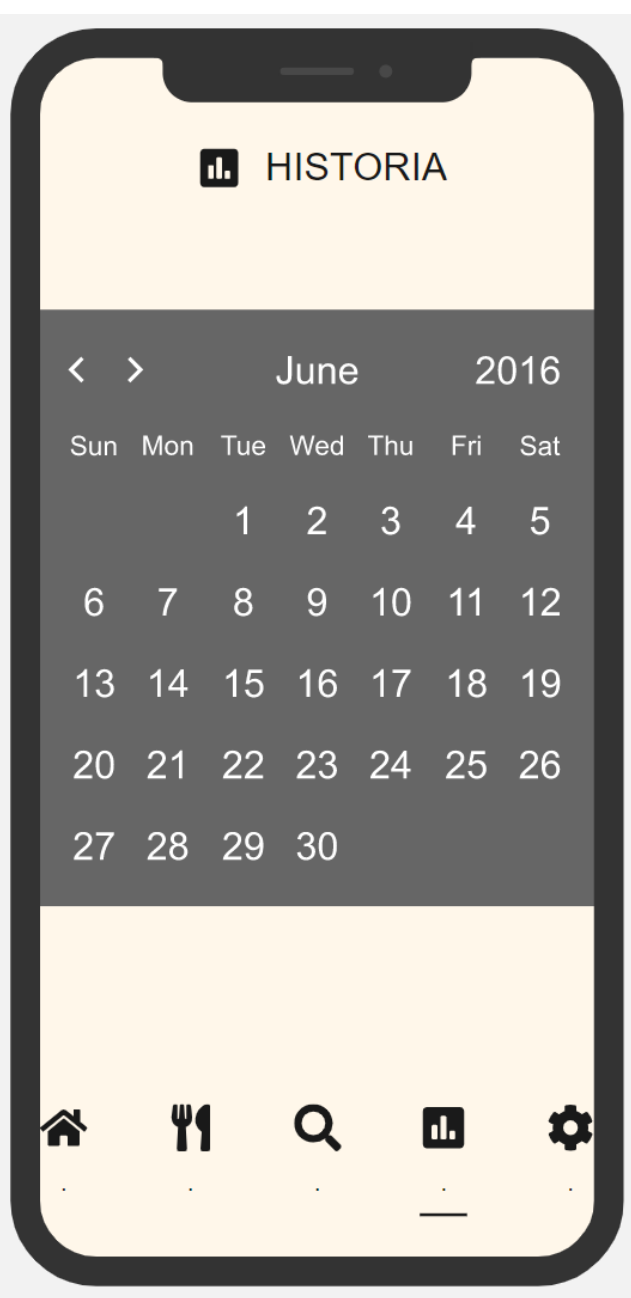 HISTORIA
June 2016
Sun Mon Tue Wed Thu Fri Sat
1 2 3 4 5
6 7 8 9 10 11 12
13 14 15 16 17 18 19
20 21 22 23 24 25 26
27 28 29 30
. . . . .